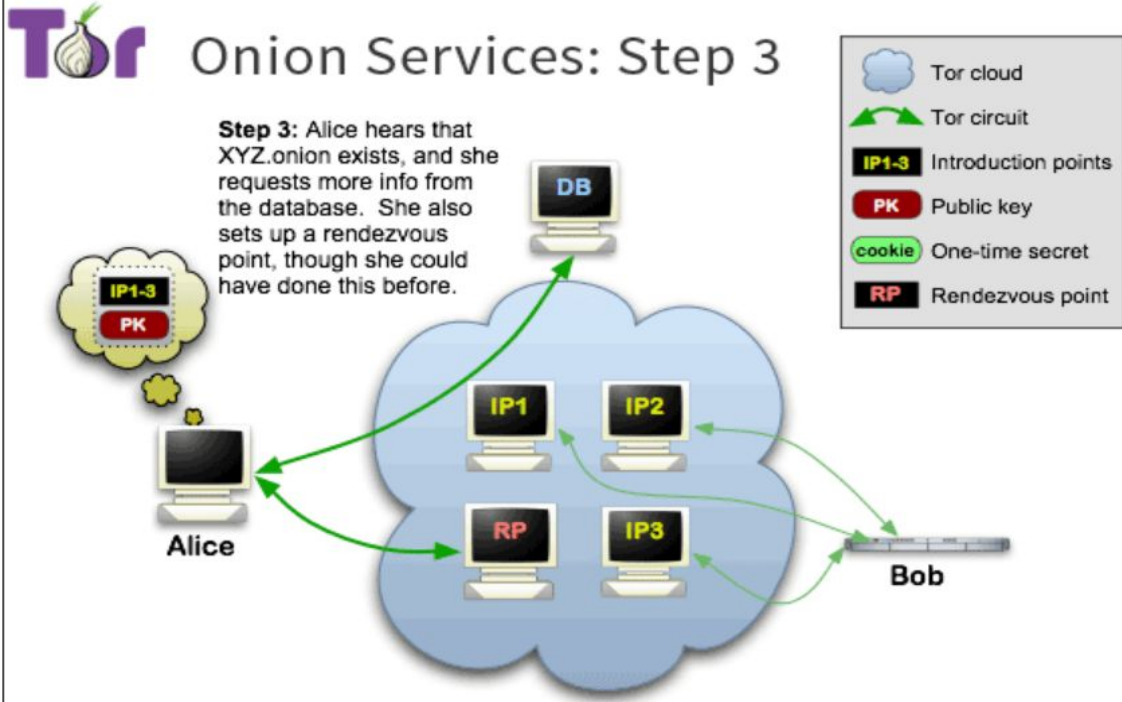 Tor
Onion Services: Step 3
Step 3: Alice hears that
XYZ.onion exists, and she
requests more info from
the database. She also
sets up a rendezvous
point, though she could
have done this before.
Tor cloud
Tor circuit
IP1-3 Introduction points
PK Public key
cookie One-time secret
RP Rendezvous point
DB
IP1-3
PK
IP1
IP2
RP
IP3
Alice
Bob